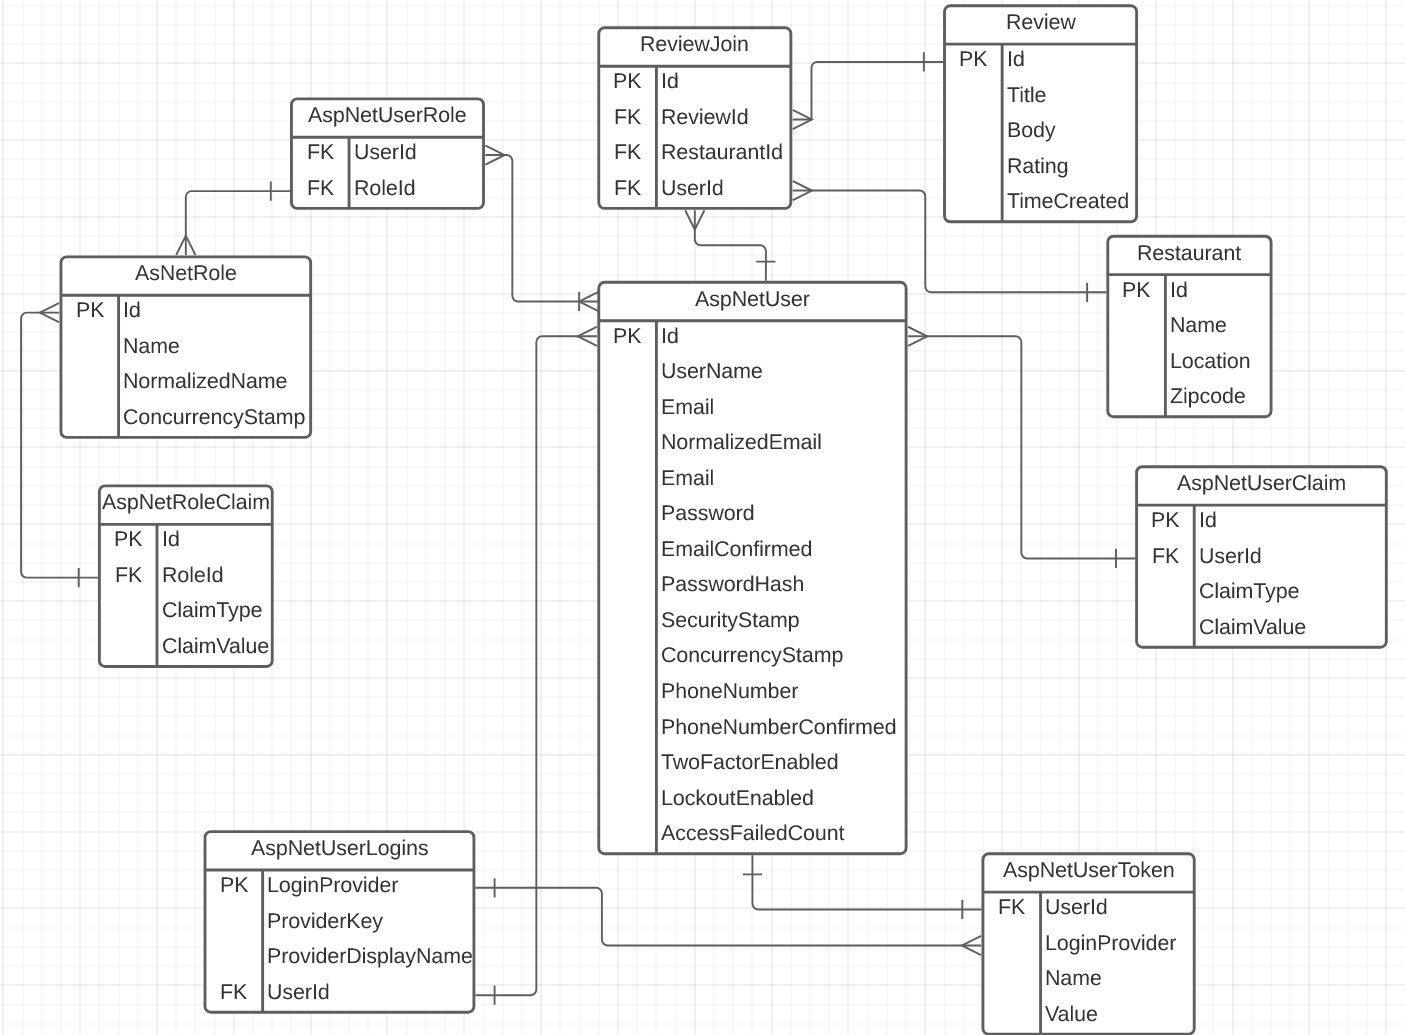 ReviewJoin
PK Id
FK ReviewId
FK RestaurantId
FK UserId
Review
PK Id
Title
Body
Rating
TimeCreated
AspNetUserRole
FK UserId
FK RoleId
AsNetRole
PK Id
Name
NormalizedName
ConcurrencyStamp
Restaurant
PK Id
Name
Location
Zipcode
AspNetUser
PK Id
UserName
Email
NormalizedEmail
Email
Password
EmailConfirmed
PasswordHash
SecurityStamp
ConcurrencyStamp
PhoneNumber
PhoneNumberConfirmed
TwoFactorEnabled
LockoutEnabled
AccessFailedCount
AspNetRoleClaim
PK Id
FK RoleId
ClaimType
ClaimValue
AspNetUserClaim
PK Id
FK UserId
ClaimType
ClaimValue
AspNetUserLogins
PK LoginProvider
ProviderKey
ProviderDisplayName
FK UserId
AspNetUserToken
FK UserId
LoginProvider
Name
Value